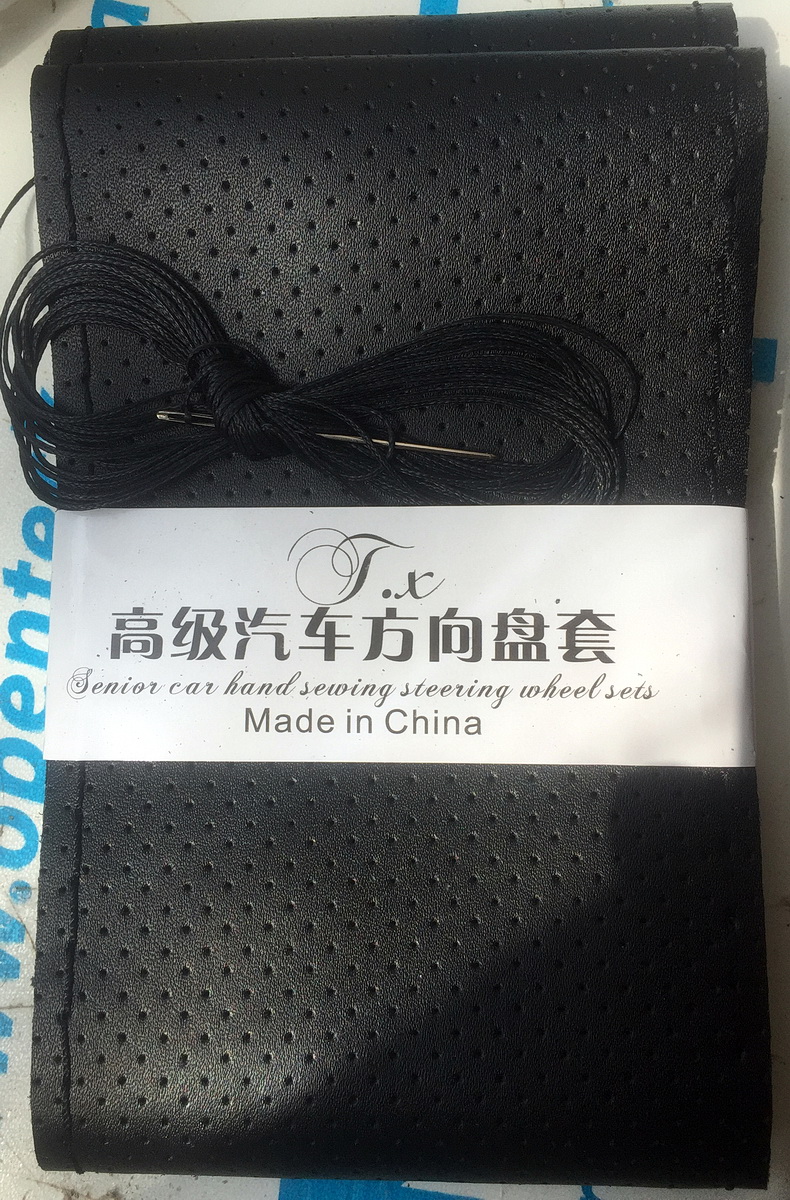 T.x
高级汽车方向盘套
Senior car hand sewing steering wheel sets
Made in China